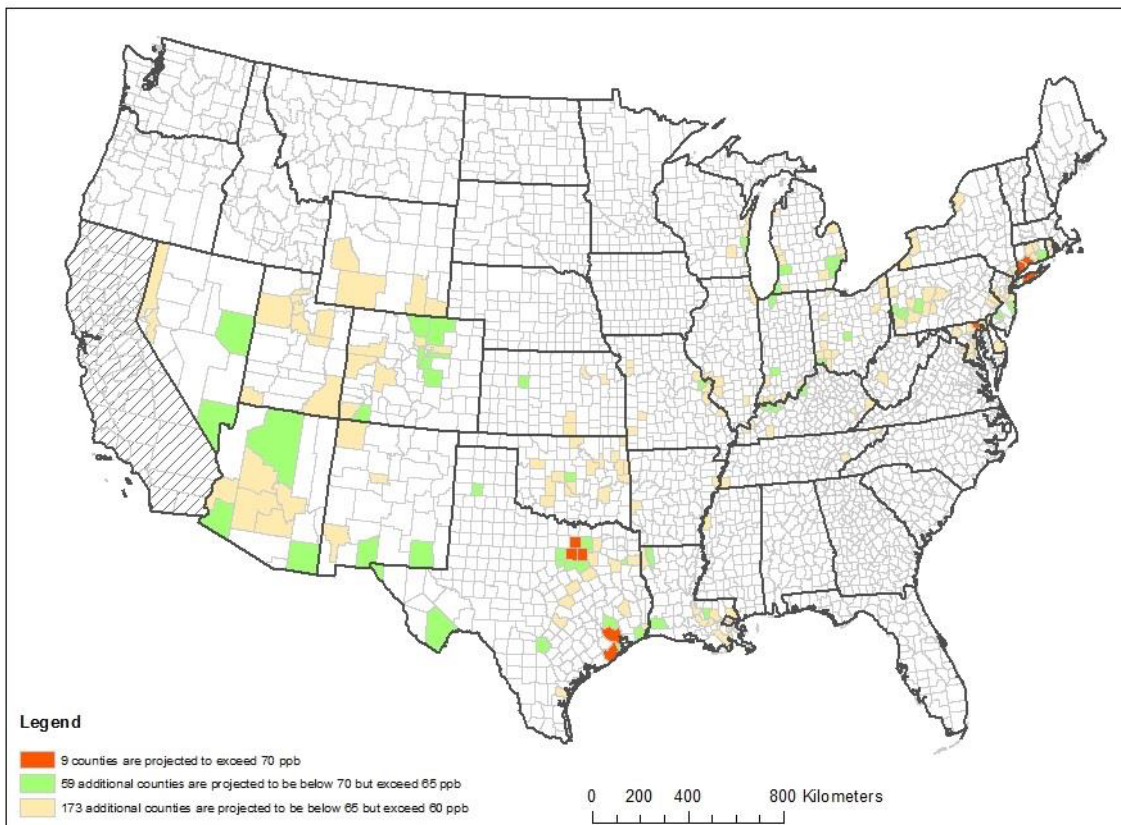 Legend
9 counties are projected to exceed 70 ppb
59 additional counties are projected to be below 70 but exceed 65 ppb
173 additional counties are projected to be below 65 but exceed 60 ppb
0 200 400 800 Kilometers